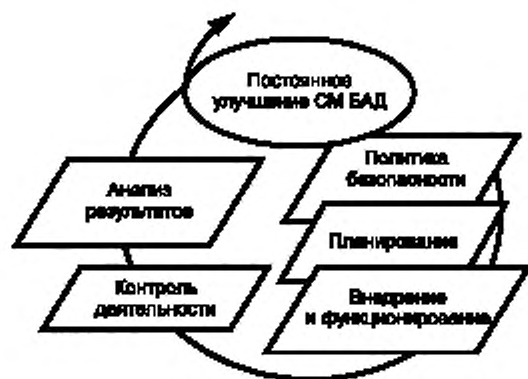 Постоянное
улучшение СМ БАД
Политика
безопасности
Планирование
Внедрение
и функционирование
Контроль
деятельности
Анализ
результатов